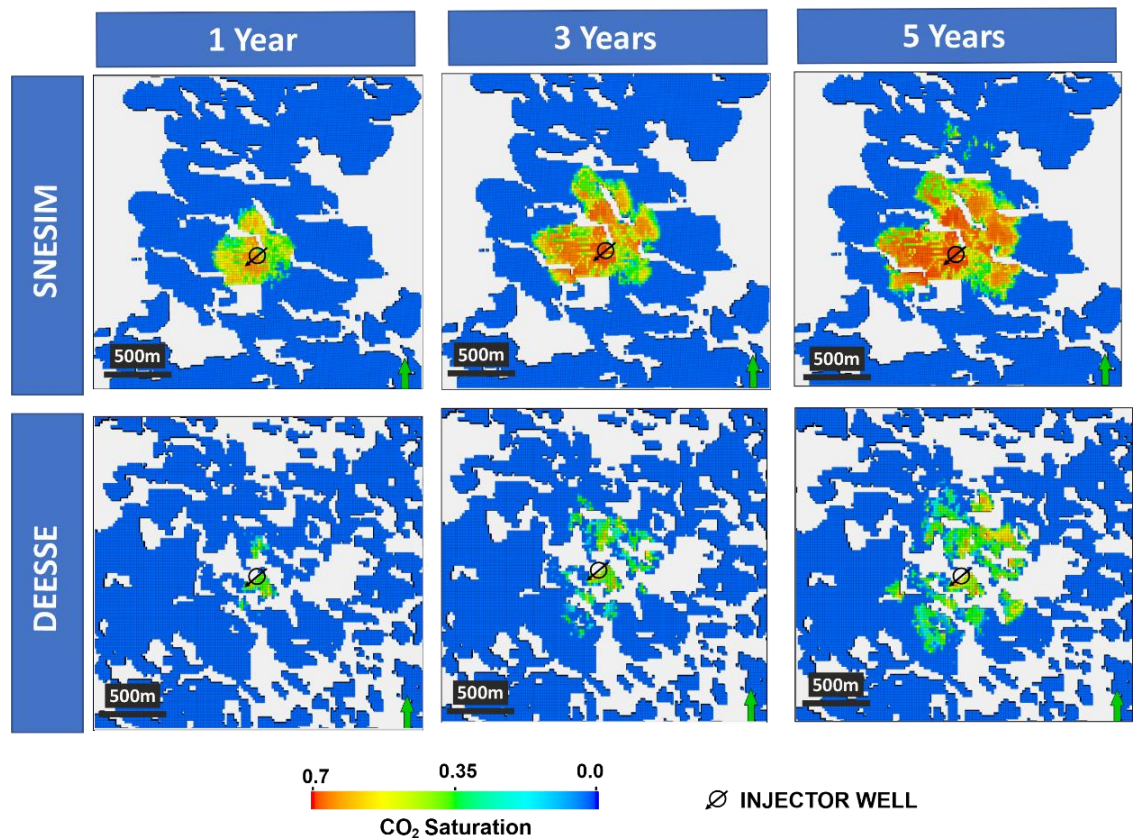 1 Year
3 Years
5 Years
SNESIM
500m
500m
500m
DEESSE
500m
500m
500m
0.7
0.35
0.0
CO₂ Saturation
INJECTOR WELL